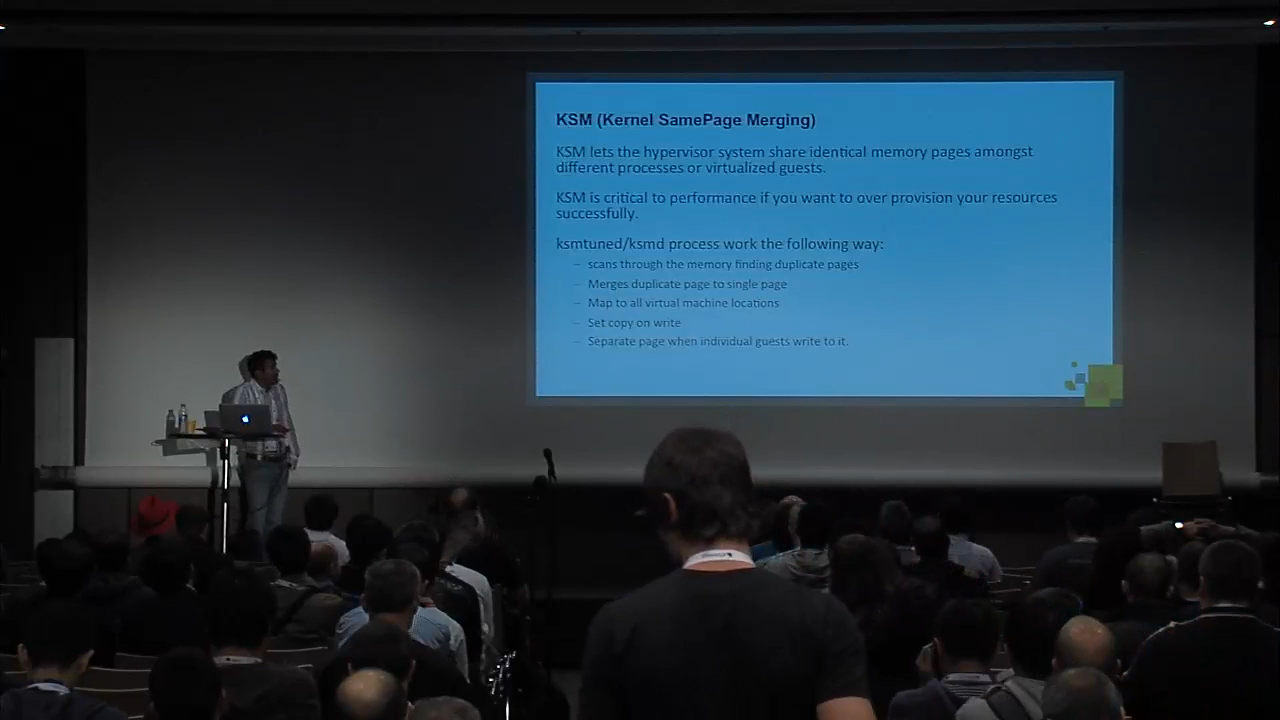 KSM (Kernel SamePage Merging)
KSM lets the hypervisor system share identical memory pages amongst
different processes or virtualized guests.
KSM is critical to performance if you want to over provision your resources
successfully.
ksmtuned/ksmd process work the following way:
– scans through the memory finding duplicate pages
– Merges duplicate page to single page
– Map to all virtual machine locations
– Set copy on write
– Separate page when individual guests write to it.